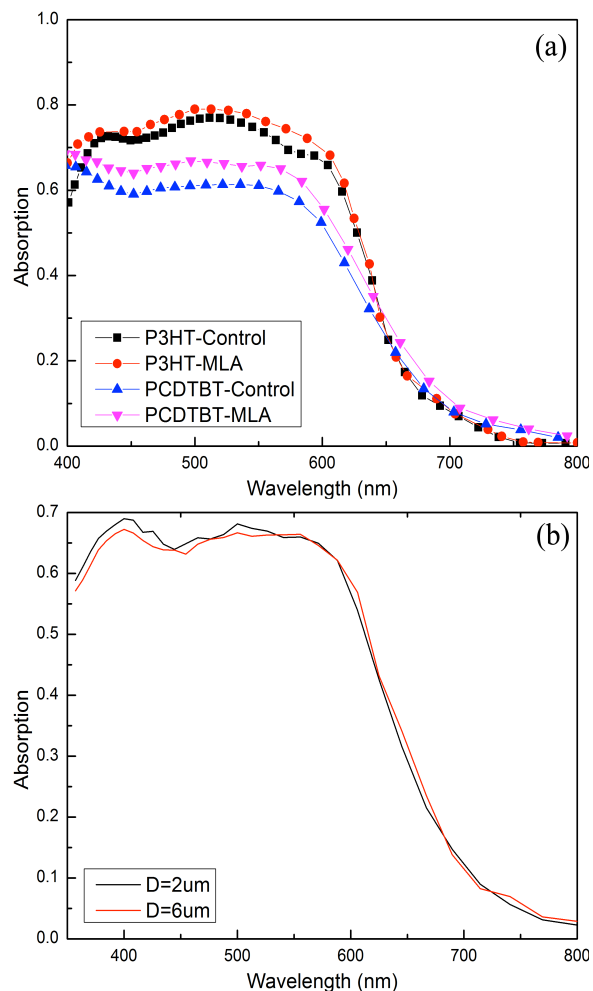 (a)
1.0
0.8
0.6
0.4
0.2
0.0
Absorption
P3HT-Control
P3HT-MLA
PCDTBT-Control
PCDTBT-MLA
400 500 600 700 800
Wavelength (nm)
(b)
0.7
0.6
0.5
0.4
0.3
0.2
0.1
0.0
Absorption
D=2um
D=6um
400 500 600 700 800
Wavelength (nm)